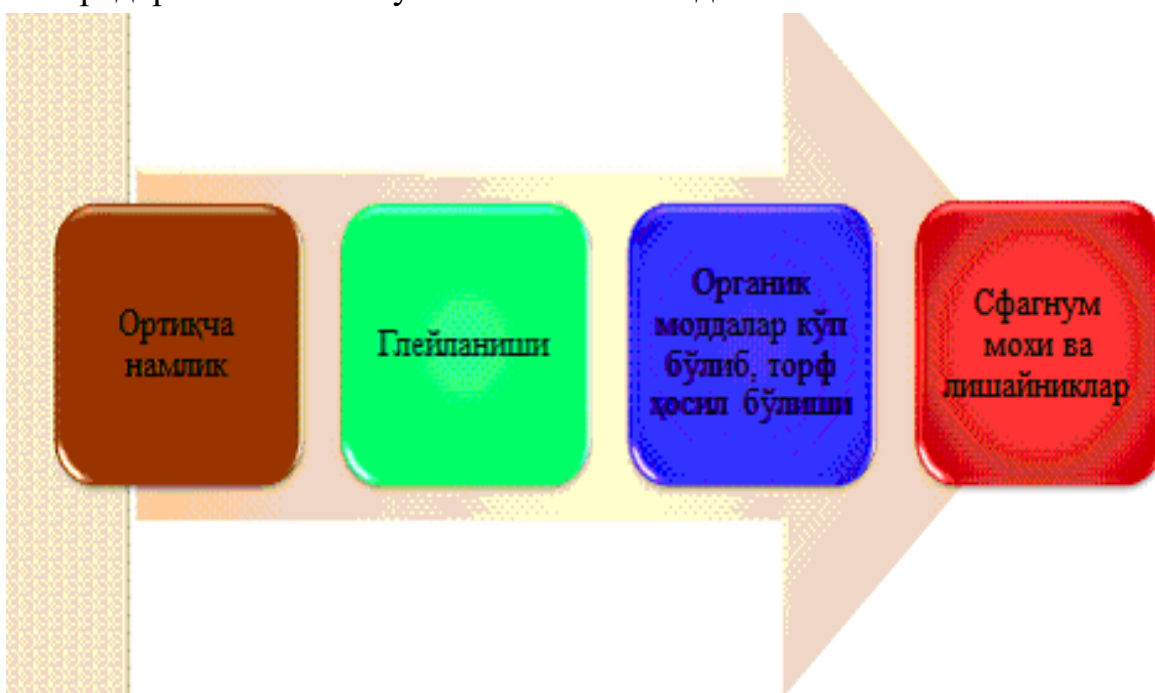 Ортиқча
намлик
Глейланиши
Органик
моддалар кўп
бўлиб, торф
ҳосил бўлиши
Сфагнум
мохи ва
лишайниклар